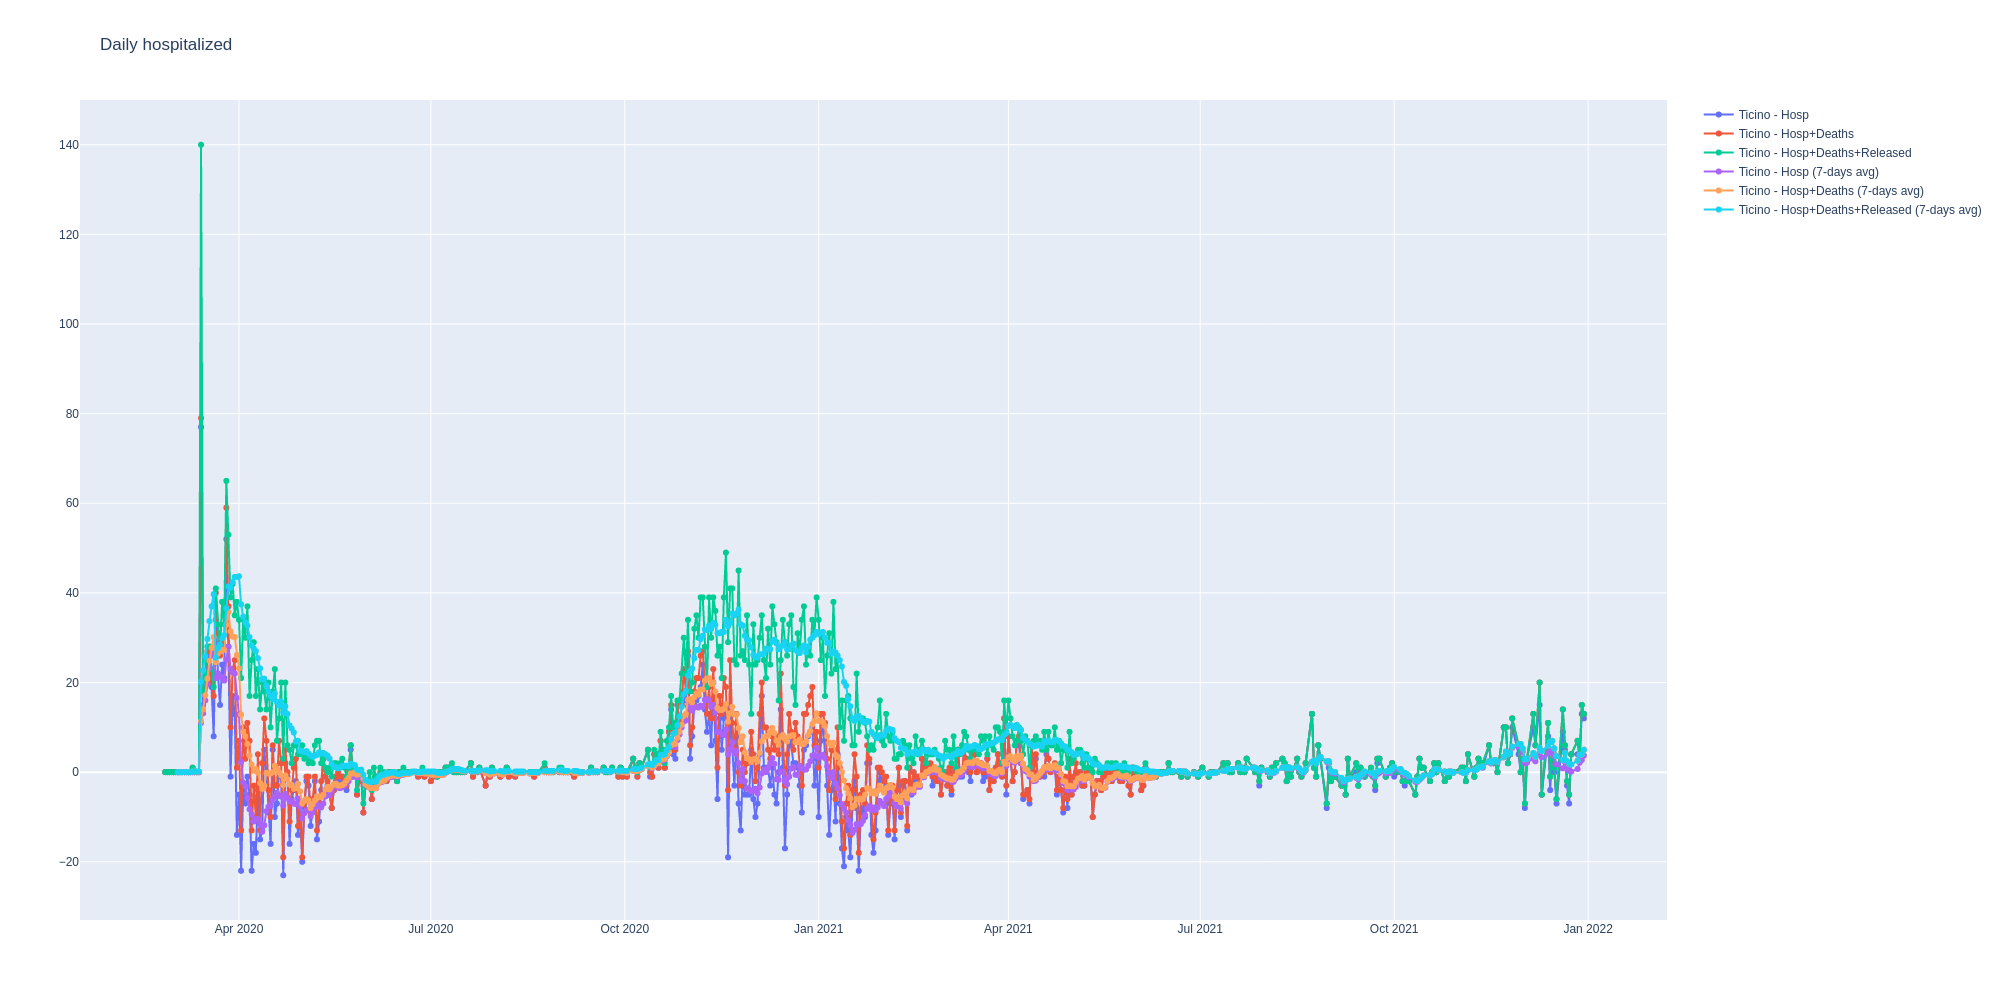 Daily hospitalized
140
120
100
80
60
40
20
0
−20
Apr 2020
Jul 2020
Oct 2020
Jan 2021
Apr 2021
Jul 2021
Oct 2021
Jan 2022
Ticino - Hosp
Ticino - Hosp+Deaths
Ticino - Hosp+Deaths+Released
Ticino - Hosp (7-days avg)
Ticino - Hosp+Deaths (7-days avg)
Ticino - Hosp+Deaths+Released (7-days avg)